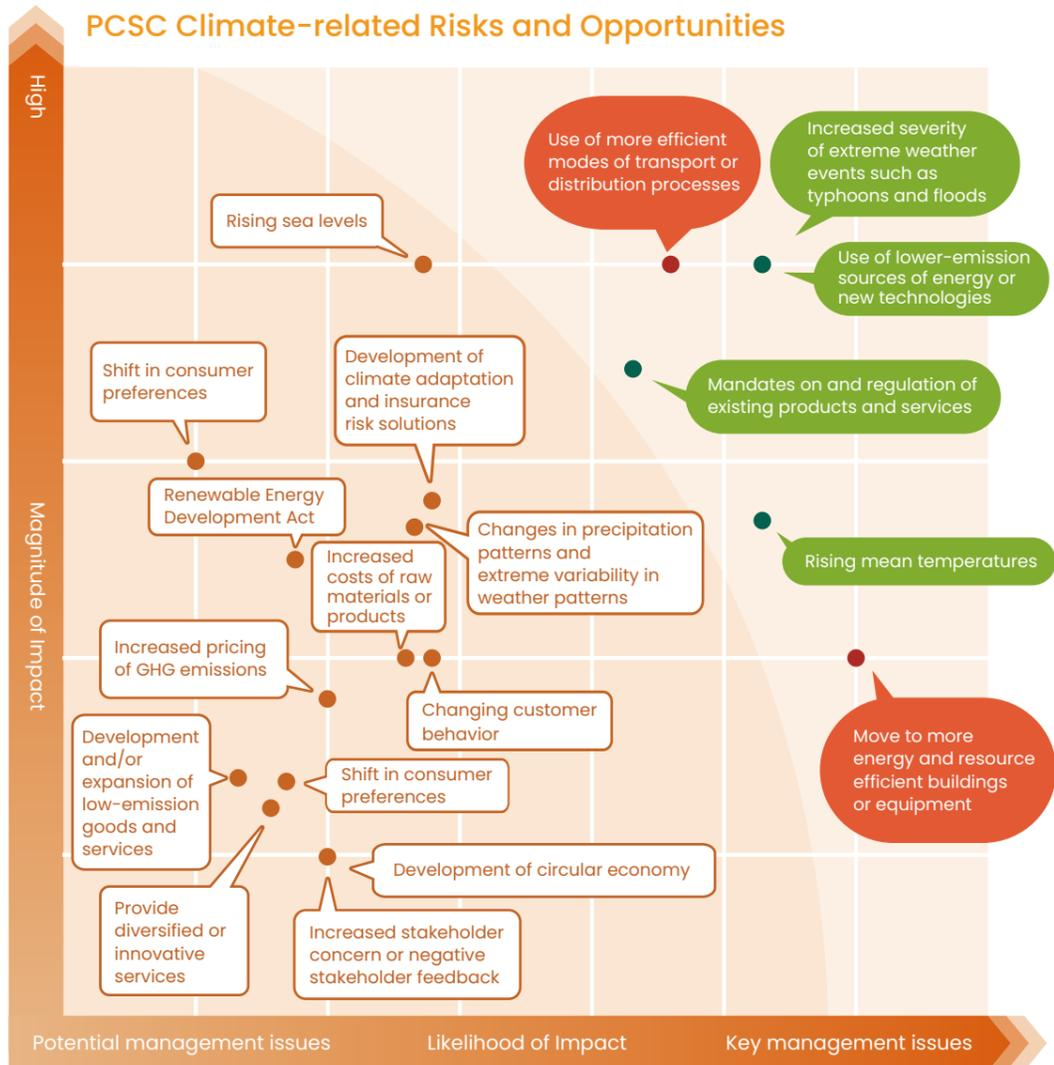 PCSC Climate-related Risks and Opportunities
High
Use of more efficient
modes of transport or
distribution processes
Increased severity
of extreme weather
events such as
typhoons and floods
Rising sea levels
Use of lower-emission
sources of energy or
new technologies
Shift in consumer
preferences
Development of
climate adaptation
and insurance
risk solutions
Mandates on and regulation of
existing products and services
Renewable Energy
Development Act
Changes in precipitation
patterns and
extreme variability in
weather patterns
Increased
costs of raw
materials or
products
Rising mean temperatures
Magnitude of Impact
Increased pricing
of GHG emissions
Changing customer
behavior
Move to more
energy and resource
efficient buildings
or equipment
Development
and/or
expansion of
low-emission
goods and
services
Shift in consumer
preferences
Development of circular economy
Provide
diversified or
innovative
services
Increased stakeholder
concern or negative
stakeholder feedback
Potential management issues
Likelihood of Impact
Key management issues